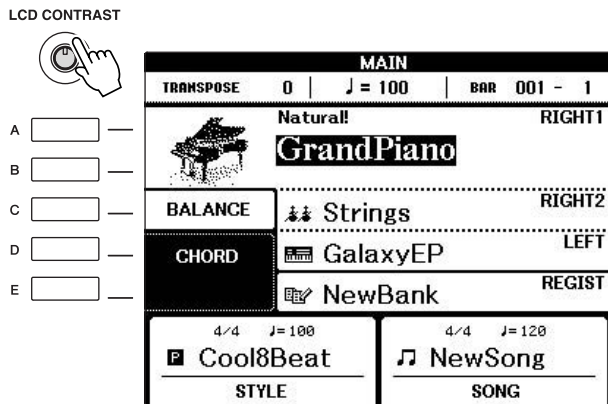 LCD CONTRAST
MAIN
TRANSPOSE 0 ♩= 100 BAR 001 - 1
A
Natural! RIGHT1
GrandPiano
B
C BALANCE Strings RIGHT2
D CHORD GalaxyEP LEFT
E NewBank REGIST
4/4 ♩=100 4/4 ♩=120
P Cool8Beat NewSong
STYLE SONG